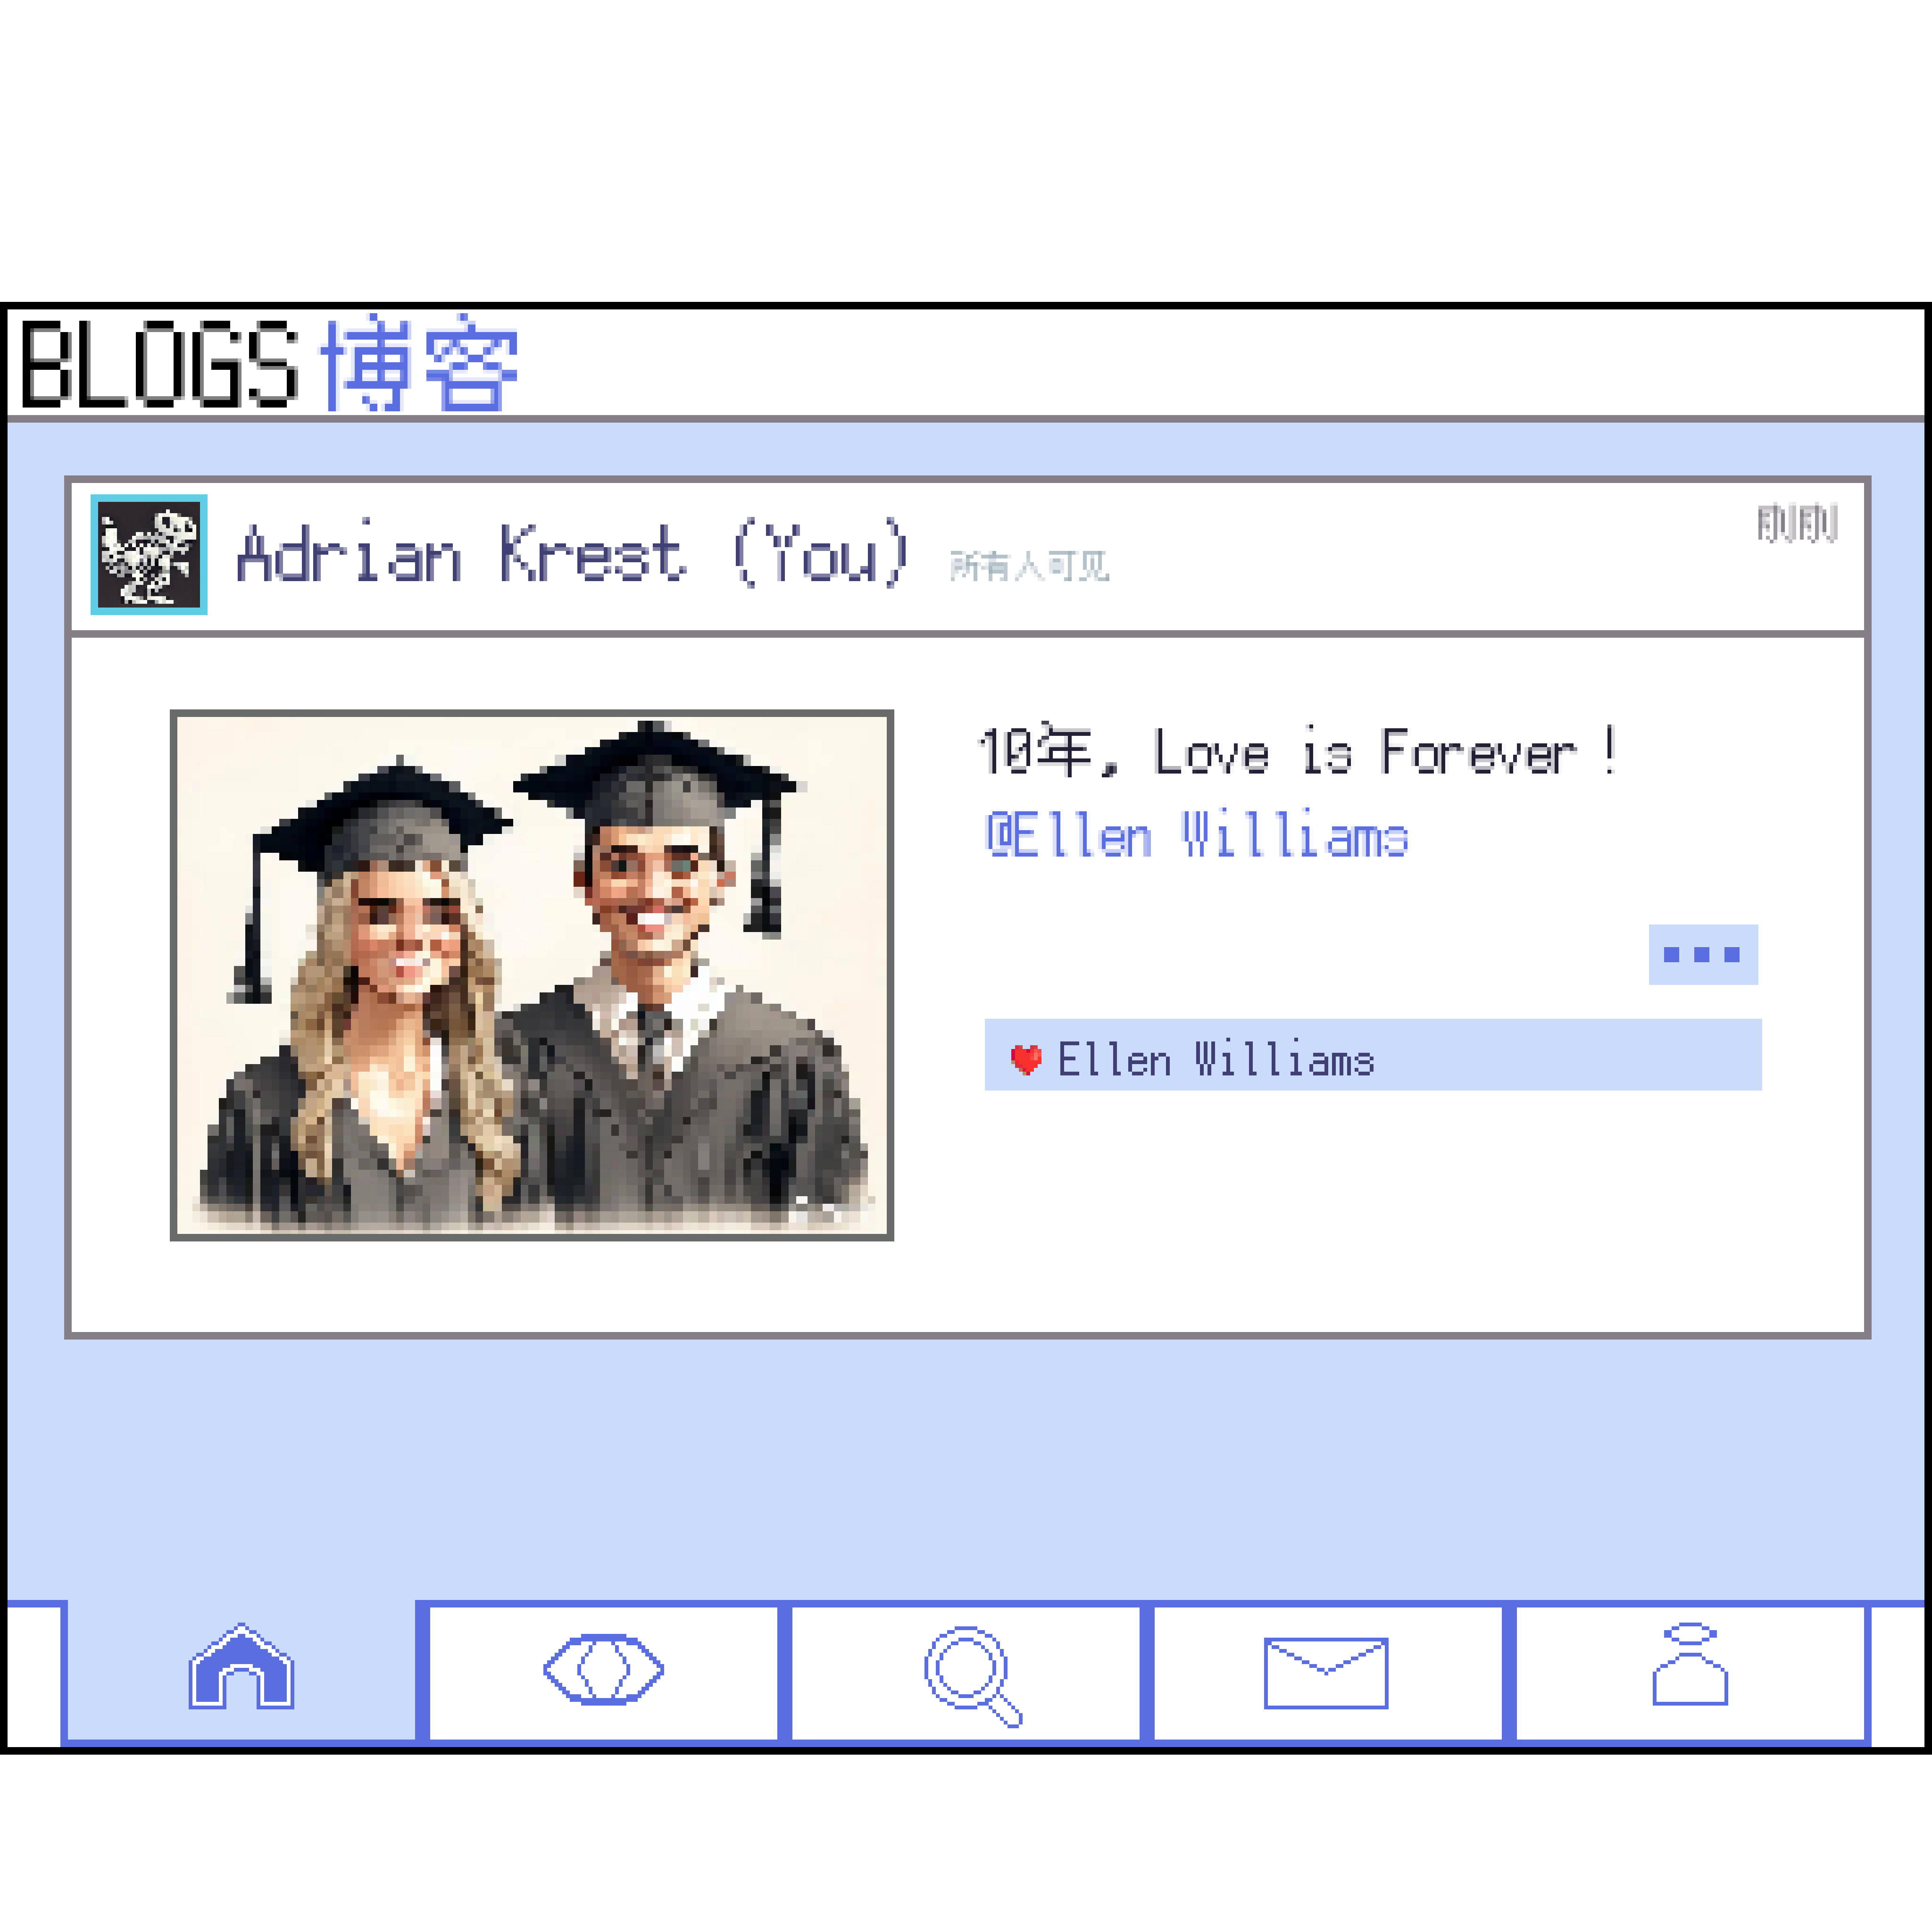 BLOGS 博客
Adrian Krest (You) 所有人可见
刚刚
10年, Love is Forever !
@Ellen Williams
Ellen Williams